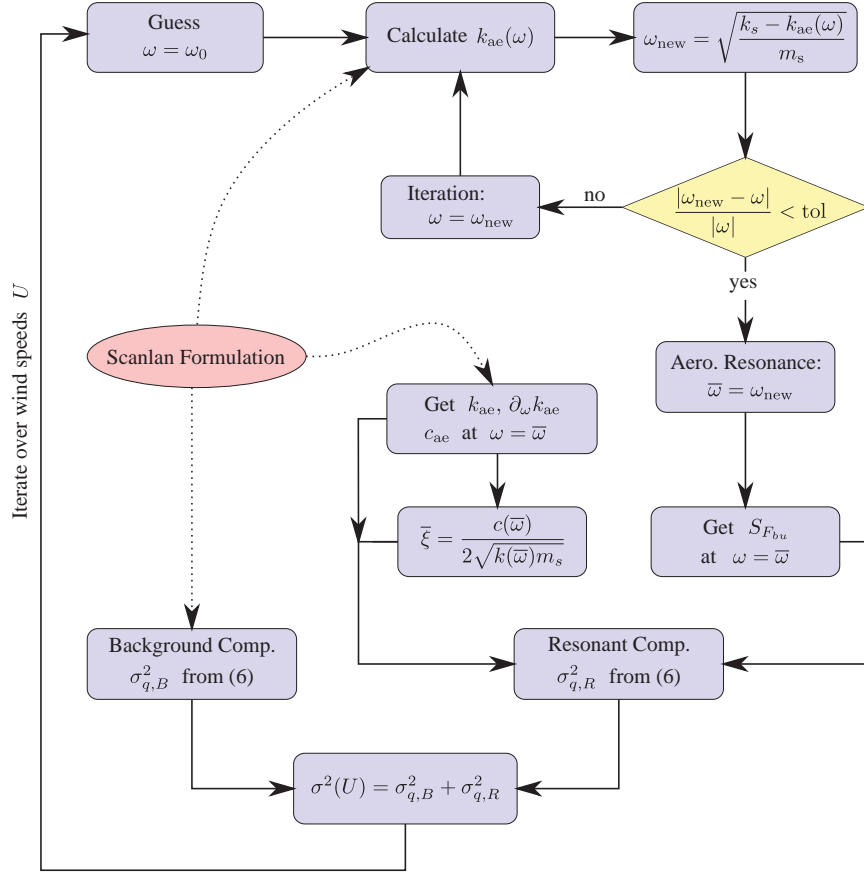 Guess
ω = ω₀
Calculate k_ae(ω)
ω_new = √((k_s − k_ae(ω))/m_s)
Iteration:
ω = ω_new
no
|ω_new − ω|/|ω| < tol
yes
Iterate over wind speeds U
Scanlan Formulation
Aero. Resonance:
ω̅ = ω_new
Get k_ae, ∂_ω k_ae
c_ae at ω = ω̅
ξ̅ = c(ω̅)/(2√(k(ω̅)m_s))
Get S_{F_{bu}}
at ω = ω̅
Background Comp.
σ²_{q,B} from (6)
Resonant Comp.
σ²_{q,R} from (6)
σ²(U) = σ²_{q,B} + σ²_{q,R}